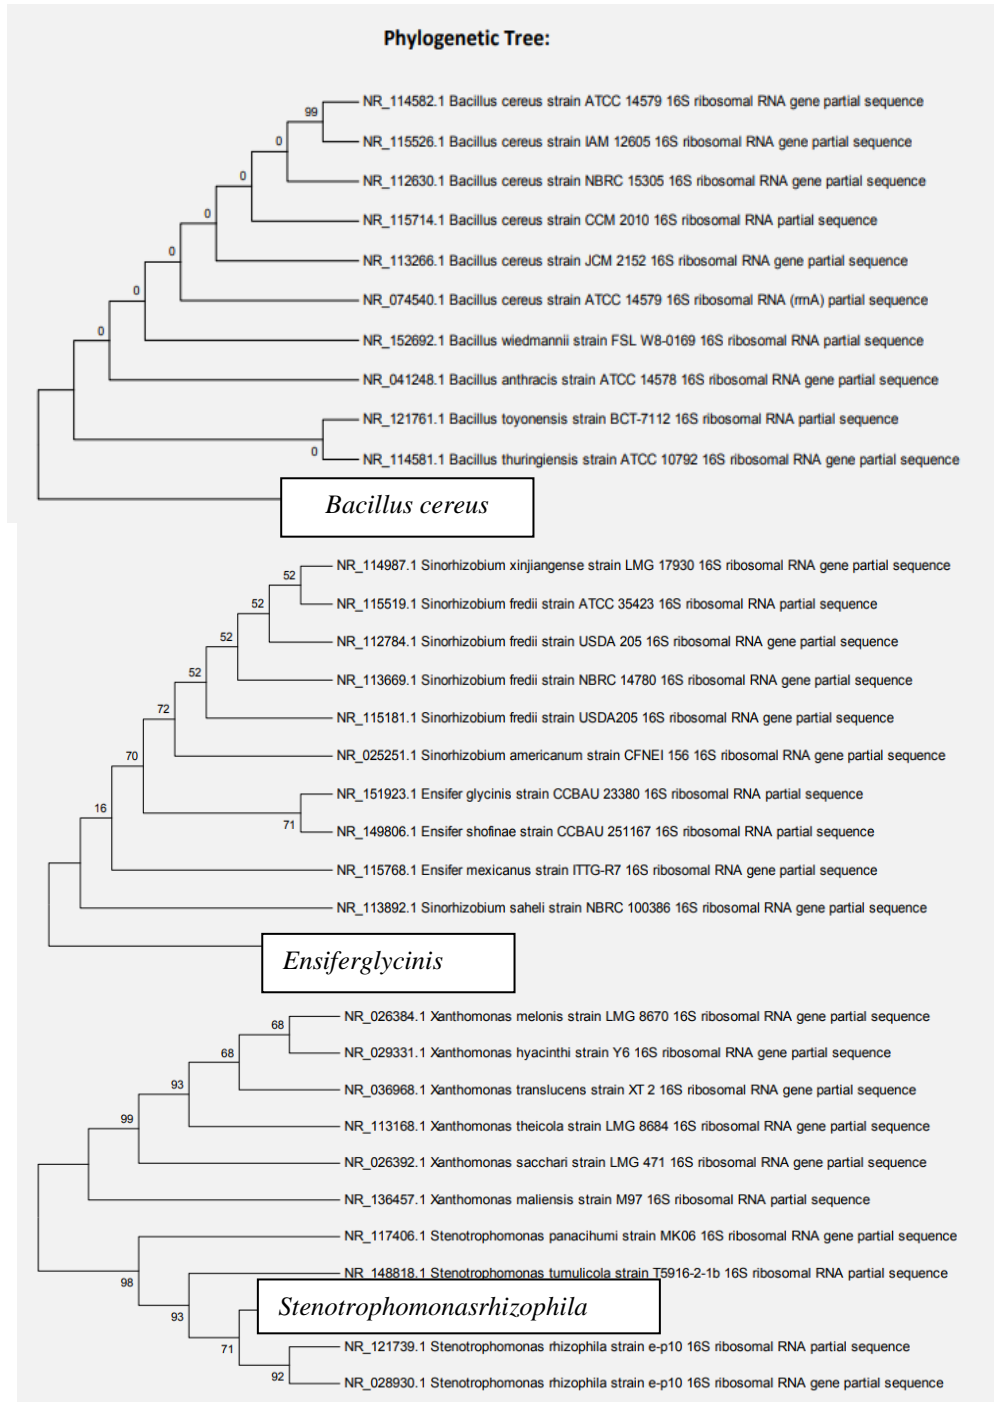 Phylogenetic Tree:
NR_114582.1 Bacillus cereus strain ATCC 14579 16S ribosomal RNA gene partial sequence
99
NR_115526.1 Bacillus cereus strain IAM 12605 16S ribosomal RNA gene partial sequence
0
NR_112630.1 Bacillus cereus strain NBRC 15305 16S ribosomal RNA gene partial sequence
0
NR_115714.1 Bacillus cereus strain CCM 2010 16S ribosomal RNA partial sequence
0
NR_113266.1 Bacillus cereus strain JCM 2152 16S ribosomal RNA gene partial sequence
0
NR_074540.1 Bacillus cereus strain ATCC 14579 16S ribosomal RNA (rrnA) partial sequence
0
NR_152692.1 Bacillus wiedmannii strain FSL W8-0169 16S ribosomal RNA partial sequence
0
NR_041248.1 Bacillus anthracis strain ATCC 14578 16S ribosomal RNA gene partial sequence
NR_121761.1 Bacillus toyonensis strain BCT-7112 16S ribosomal RNA partial sequence
0
NR_114581.1 Bacillus thuringiensis strain ATCC 10792 16S ribosomal RNA gene partial sequence
Bacillus cereus
NR_114987.1 Sinorhizobium xinjiangense strain LMG 17930 16S ribosomal RNA gene partial sequence
52
NR_115519.1 Sinorhizobium fredii strain ATCC 35423 16S ribosomal RNA partial sequence
52
NR_112784.1 Sinorhizobium fredii strain USDA 205 16S ribosomal RNA gene partial sequence
52
NR_113669.1 Sinorhizobium fredii strain NBRC 14780 16S ribosomal RNA gene partial sequence
52
NR_115181.1 Sinorhizobium fredii strain USDA205 16S ribosomal RNA gene partial sequence
72
NR_025251.1 Sinorhizobium americanum strain CFNEI 156 16S ribosomal RNA gene partial sequence
70
NR_151923.1 Ensifer glycinis strain CCBAU 23380 16S ribosomal RNA partial sequence
16
71
NR_149806.1 Ensifer shofinae strain CCBAU 251167 16S ribosomal RNA partial sequence
NR_115768.1 Ensifer mexicanus strain ITTG-R7 16S ribosomal RNA gene partial sequence
NR_113892.1 Sinorhizobium saheli strain NBRC 100386 16S ribosomal RNA gene partial sequence
Ensiferglycinis
NR_026384.1 Xanthomonas melonis strain LMG 8670 16S ribosomal RNA gene partial sequence
68
NR_029331.1 Xanthomonas hyacinthi strain Y6 16S ribosomal RNA gene partial sequence
68
NR_036968.1 Xanthomonas translucens strain XT 2 16S ribosomal RNA gene partial sequence
93
NR_113168.1 Xanthomonas theicola strain LMG 8684 16S ribosomal RNA gene partial sequence
99
NR_026392.1 Xanthomonas sacchari strain LMG 471 16S ribosomal RNA gene partial sequence
NR_136457.1 Xanthomonas maliensis strain M97 16S ribosomal RNA partial sequence
NR_117406.1 Stenotrophomonas panacihumi strain MK06 16S ribosomal RNA gene partial sequence
98
NR_148818.1 Stenotrophomonas tumulicola strain T5916-2-1b 16S ribosomal RNA partial sequence
93
Stenotrophomonasrhizophila
71
NR_121739.1 Stenotrophomonas rhizophila strain e-p10 16S ribosomal RNA partial sequence
92
NR_028930.1 Stenotrophomonas rhizophila strain e-p10 16S ribosomal RNA gene partial sequence